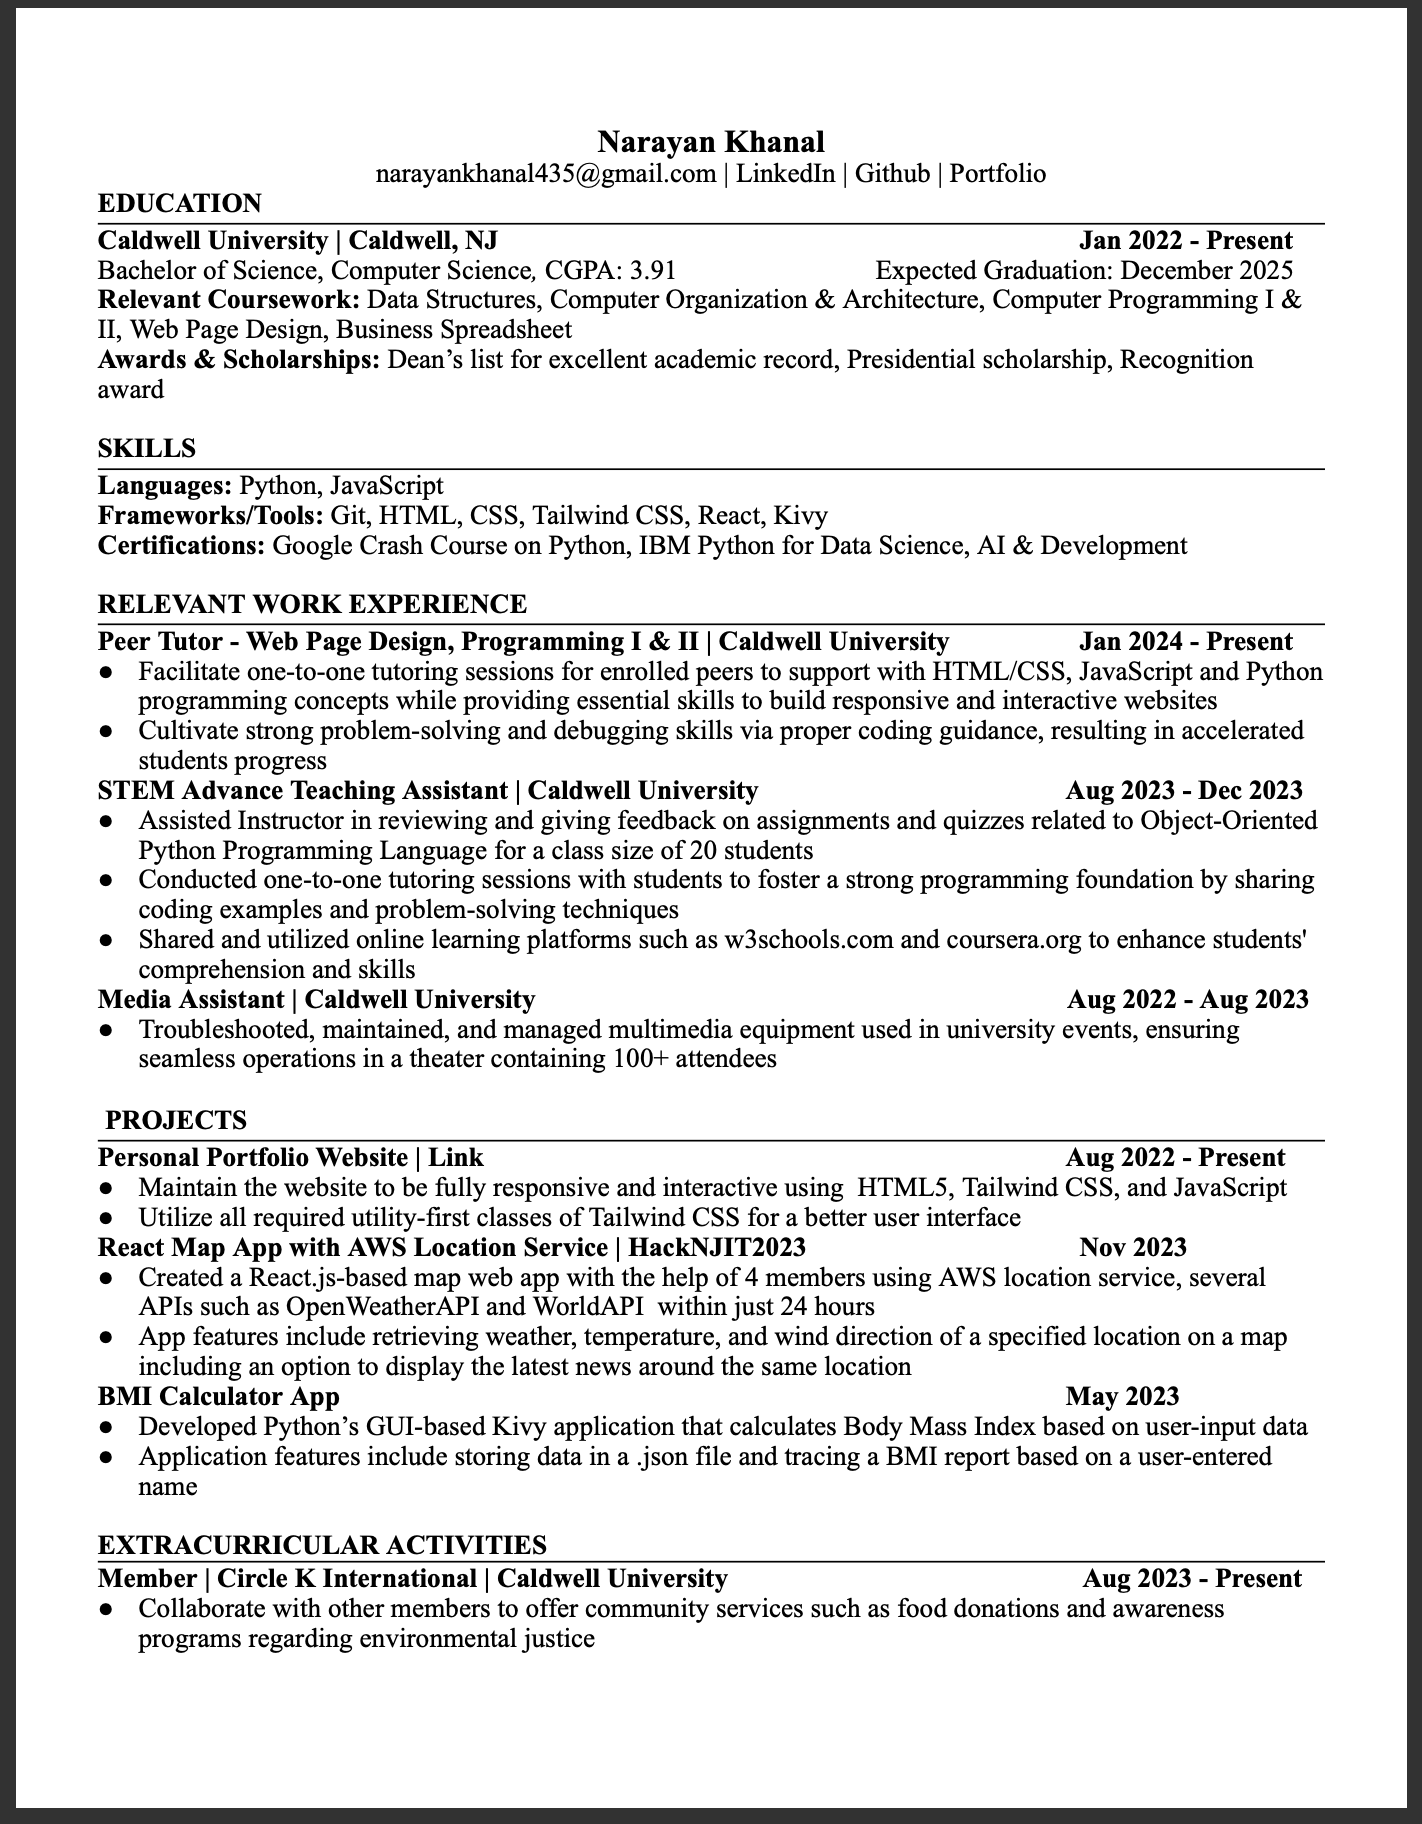 Narayan Khanal
narayankhanal435@gmail.com | LinkedIn | Github | Portfolio
EDUCATION
Caldwell University | Caldwell, NJ Jan 2022 - Present
Bachelor of Science, Computer Science, CGPA: 3.91 Expected Graduation: December 2025
Relevant Coursework: Data Structures, Computer Organization & Architecture, Computer Programming I &
II, Web Page Design, Business Spreadsheet
Awards & Scholarships: Dean’s list for excellent academic record, Presidential scholarship, Recognition
award
SKILLS
Languages: Python, JavaScript
Frameworks/Tools: Git, HTML, CSS, Tailwind CSS, React, Kivy
Certifications: Google Crash Course on Python, IBM Python for Data Science, AI & Development
RELEVANT WORK EXPERIENCE
Peer Tutor - Web Page Design, Programming I & II | Caldwell University Jan 2024 - Present
● Facilitate one-to-one tutoring sessions for enrolled peers to support with HTML/CSS, JavaScript and Python
programming concepts while providing essential skills to build responsive and interactive websites
● Cultivate strong problem-solving and debugging skills via proper coding guidance, resulting in accelerated
students progress
STEM Advance Teaching Assistant | Caldwell University Aug 2023 - Dec 2023
● Assisted Instructor in reviewing and giving feedback on assignments and quizzes related to Object-Oriented
Python Programming Language for a class size of 20 students
● Conducted one-to-one tutoring sessions with students to foster a strong programming foundation by sharing
coding examples and problem-solving techniques
● Shared and utilized online learning platforms such as w3schools.com and coursera.org to enhance students'
comprehension and skills
Media Assistant | Caldwell University Aug 2022 - Aug 2023
● Troubleshooted, maintained, and managed multimedia equipment used in university events, ensuring
seamless operations in a theater containing 100+ attendees
PROJECTS
Personal Portfolio Website | Link Aug 2022 - Present
● Maintain the website to be fully responsive and interactive using HTML5, Tailwind CSS, and JavaScript
● Utilize all required utility-first classes of Tailwind CSS for a better user interface
React Map App with AWS Location Service | HackNJIT2023 Nov 2023
● Created a React.js-based map web app with the help of 4 members using AWS location service, several
APIs such as OpenWeatherAPI and WorldAPI within just 24 hours
● App features include retrieving weather, temperature, and wind direction of a specified location on a map
including an option to display the latest news around the same location
BMI Calculator App May 2023
● Developed Python’s GUI-based Kivy application that calculates Body Mass Index based on user-input data
● Application features include storing data in a .json file and tracing a BMI report based on a user-entered
name
EXTRACURRICULAR ACTIVITIES
Member | Circle K International | Caldwell University Aug 2023 - Present
● Collaborate with other members to offer community services such as food donations and awareness
programs regarding environmental justice